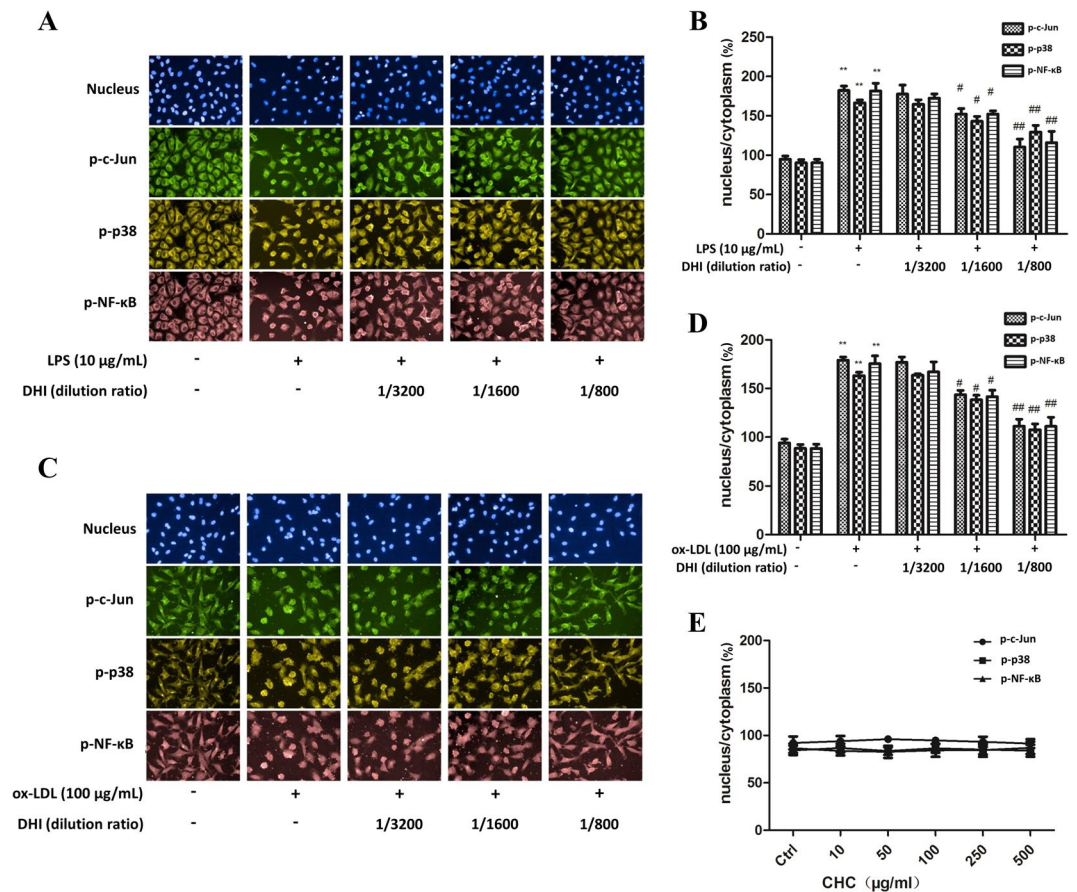 A
Nucleus
p-c-Jun
p-p38
p-NF-κB
LPS (10 μg/mL) - + + + +
DHI (dilution ratio) - - 1/3200 1/1600 1/800
B
nucleus/cytoplasm (%)
250
200
150
100
50
0
p-c-Jun
p-p38
p-NF-κB
** ** **
# # #
## ## ##
LPS (10 μg/mL) - + + + +
DHI (dilution ratio) - - 1/3200 1/1600 1/800
C
Nucleus
p-c-Jun
p-p38
p-NF-κB
ox-LDL (100 μg/mL) - + + + +
DHI (dilution ratio) - - 1/3200 1/1600 1/800
D
nucleus/cytoplasm (%)
200
150
100
50
0
p-c-Jun
p-p38
p-NF-κB
** ** **
# # #
## ## ##
ox-LDL (100 μg/mL) - + + + +
DHI (dilution ratio) - - 1/3200 1/1600 1/800
E
nucleus/cytoplasm (%)
200
150
100
50
0
p-c-Jun
p-p38
p-NF-κB
Ctrl 10 50 100 250 500
CHC （μg/ml）